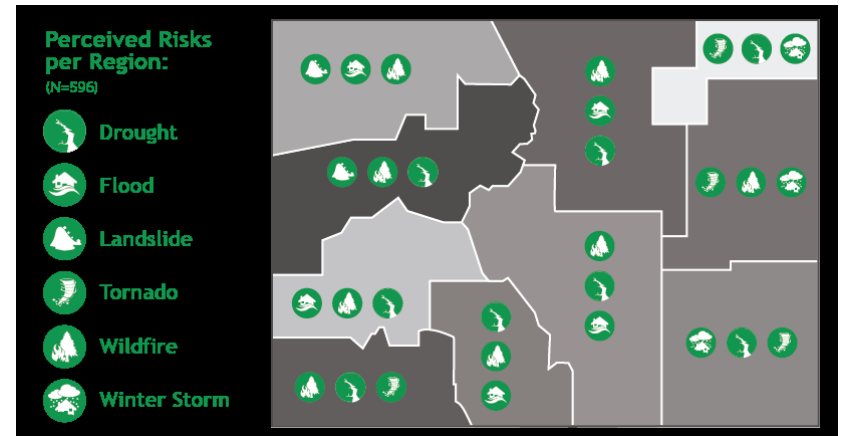 Perceived Risks
per Region:
(N=596)
Drought
Flood
Landslide
Tornado
Wildfire
Winter Storm